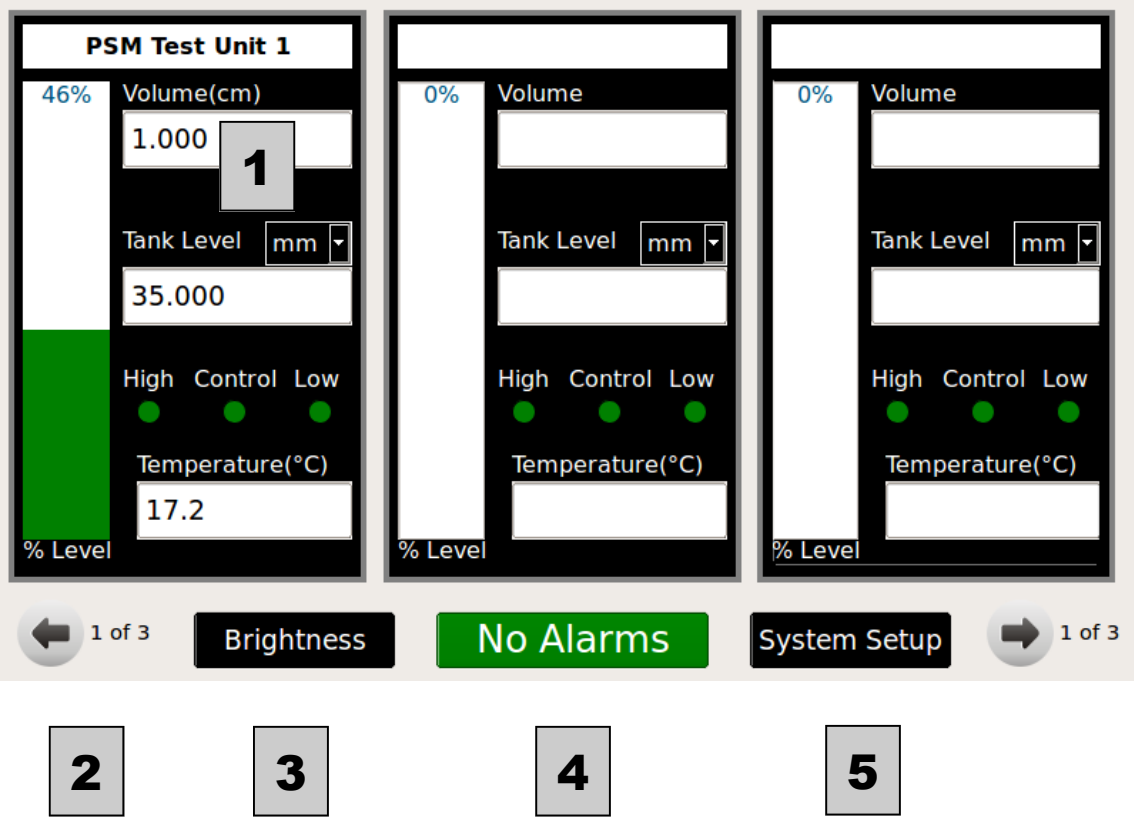 PSM Test Unit 1
46%
Volume(cm)
1.000
1
Tank Level
mm
35.000
High Control Low
Temperature(°C)
17.2
% Level
0%
Volume
Tank Level
mm
High Control Low
Temperature(°C)
% Level
0%
Volume
Tank Level
mm
High Control Low
Temperature(°C)
% Level
1 of 3
Brightness
No Alarms
System Setup
1 of 3
2
3
4
5